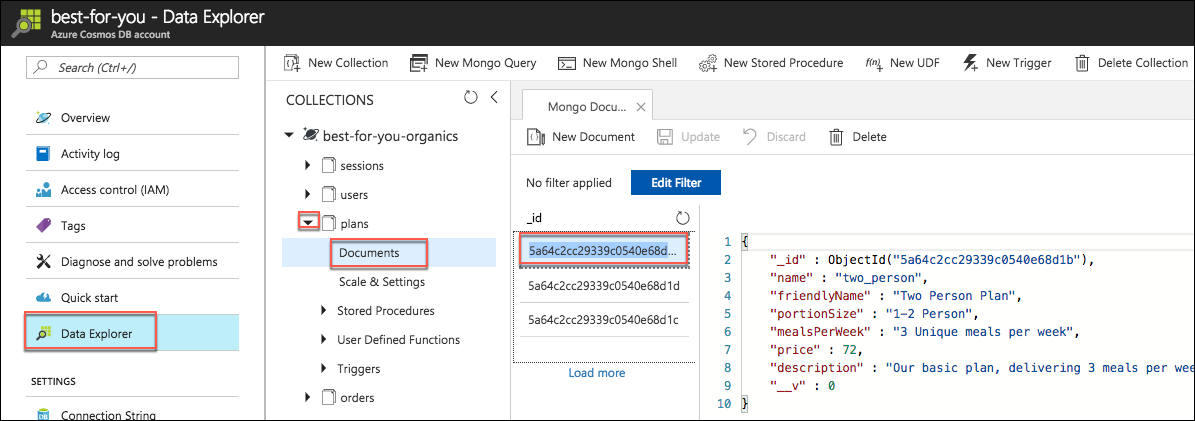 best-for-you - Data Explorer
Azure Cosmos DB account
Search (Ctrl+/)
Overview
Activity log
Access control (IAM)
Tags
Diagnose and solve problems
Quick start
Data Explorer
SETTINGS
Connection String
New Collection
New Mongo Query
New Mongo Shell
New Stored Procedure
f(n) New UDF
New Trigger
Delete Collection
COLLECTIONS
best-for-you-organics
sessions
users
plans
Documents
Scale & Settings
Stored Procedures
User Defined Functions
Triggers
orders
Mongo Docu...
New Document
Update
Discard
Delete
No filter applied
Edit Filter
_id
5a64c2cc29339c0540e68d...
5a64c2cc29339c0540e68d1d
5a64c2cc29339c0540e68d1c
Load more
1 {
2 "_id" : ObjectId("5a64c2cc29339c0540e68d1b"),
3 "name" : "two_person",
4 "friendlyName" : "Two Person Plan",
5 "portionSize" : "1-2 Person",
6 "mealsPerWeek" : "3 Unique meals per week",
7 "price" : 72,
8 "description" : "Our basic plan, delivering 3 meals per wee
9 "__v" : 0
10 }